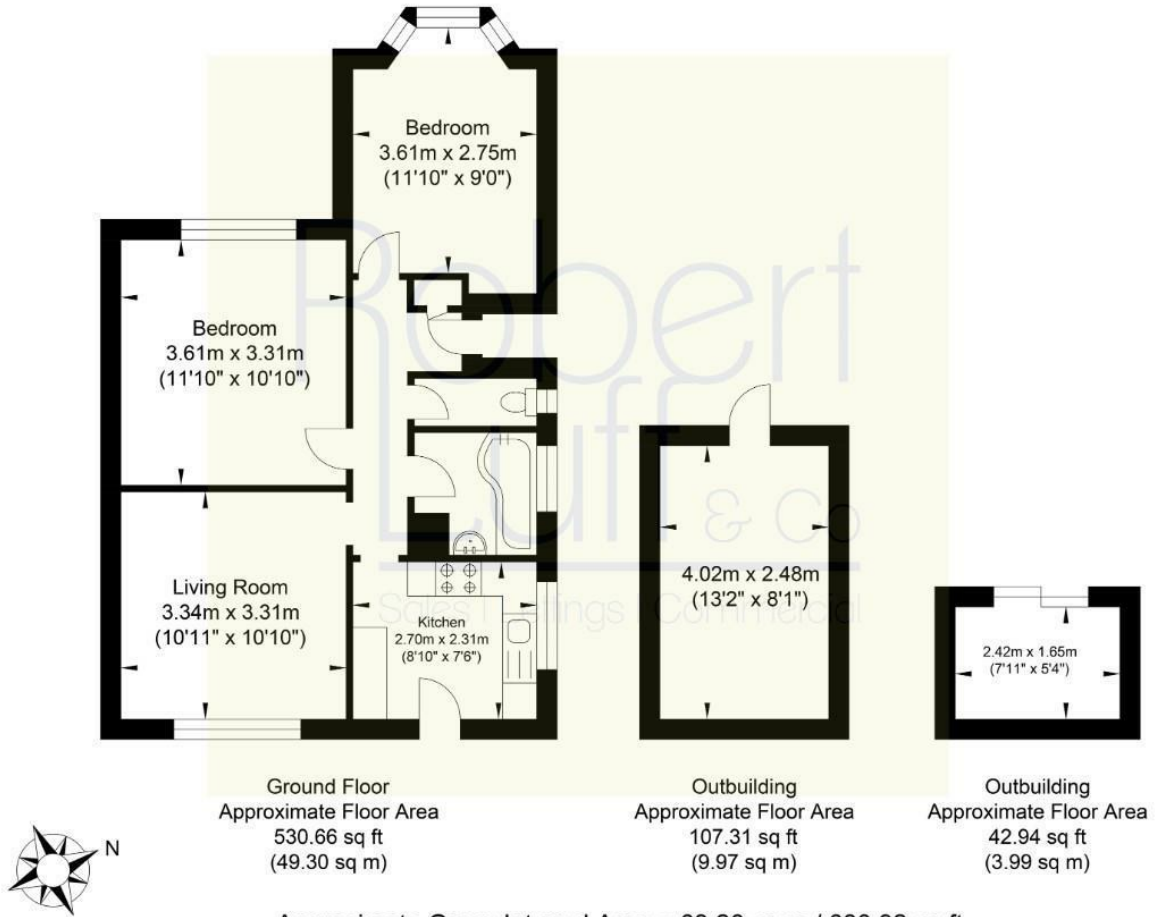 Bedroom
3.61m x 2.75m
(11'10" x 9'0")
Bedroom
3.61m x 3.31m
(11'10" x 10'10")
Robert
Luff
& Co
Sales | Lettings | Commercial
Living Room
3.34m x 3.31m
(10'11" x 10'10")
Kitchen
2.70m x 2.31m
(8'10" x 7'6")
4.02m x 2.48m
(13'2" x 8'1")
2.42m x 1.65m
(7'11" x 5'4")
Ground Floor
Approximate Floor Area
530.66 sq ft
(49.30 sq m)
Outbuilding
Approximate Floor Area
107.31 sq ft
(9.97 sq m)
Outbuilding
Approximate Floor Area
42.94 sq ft
(3.99 sq m)
N